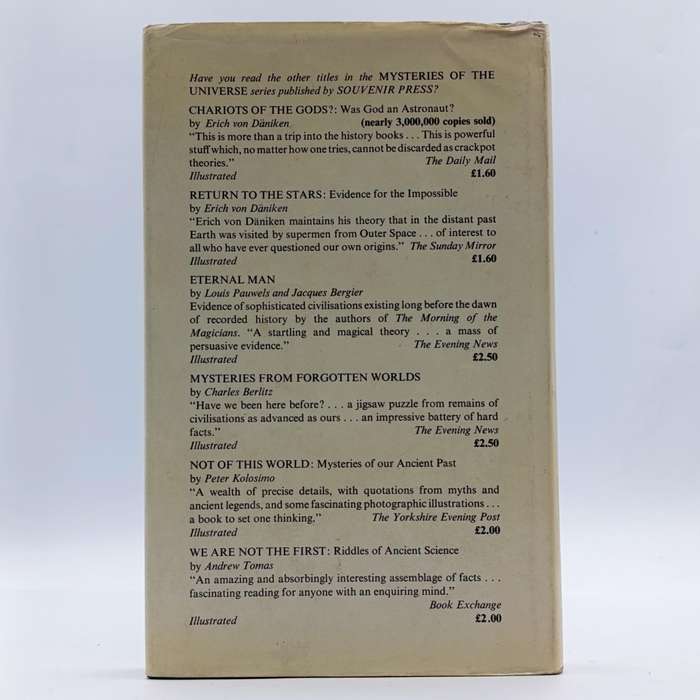 Have you read the other titles in the MYSTERIES OF THE
UNIVERSE series published by SOUVENIR PRESS?
CHARIOTS OF THE GODS?: Was God an Astronaut?
by Erich von Däniken (nearly 3,000,000 copies sold)
“This is more than a trip into the history books . . . This is powerful
stuff which, no matter how one tries, cannot be discarded as crackpot
theories.” The Daily Mail
Illustrated £1.60
RETURN TO THE STARS: Evidence for the Impossible
by Erich von Däniken
“Erich von Däniken maintains his theory that in the distant past
Earth was visited by supermen from Outer Space . . . of interest to
all who have ever questioned our own origins.” The Sunday Mirror
Illustrated £1.60
ETERNAL MAN
by Louis Pauwels and Jacques Bergier
Evidence of sophisticated civilisations existing long before the dawn
of recorded history by the authors of The Morning of the
Magicians. “A startling and magical theory . . . a mass of
persuasive evidence.” The Evening News
Illustrated £2.50
MYSTERIES FROM FORGOTTEN WORLDS
by Charles Berlitz
“Have we been here before? . . . a jigsaw puzzle from remains of
civilisations as advanced as ours . . . an impressive battery of hard
facts.” The Evening News
Illustrated £2.50
NOT OF THIS WORLD: Mysteries of our Ancient Past
by Peter Kolosimo
“A wealth of precise details, with quotations from myths and
ancient legends, and some fascinating photographic illustrations . . .
a book to set one thinking.” The Yorkshire Evening Post
Illustrated £2.00
WE ARE NOT THE FIRST: Riddles of Ancient Science
by Andrew Tomas
“An amazing and absorbingly interesting assemblage of facts . . .
fascinating reading for anyone with an enquiring mind.”
Book Exchange
Illustrated £2.00